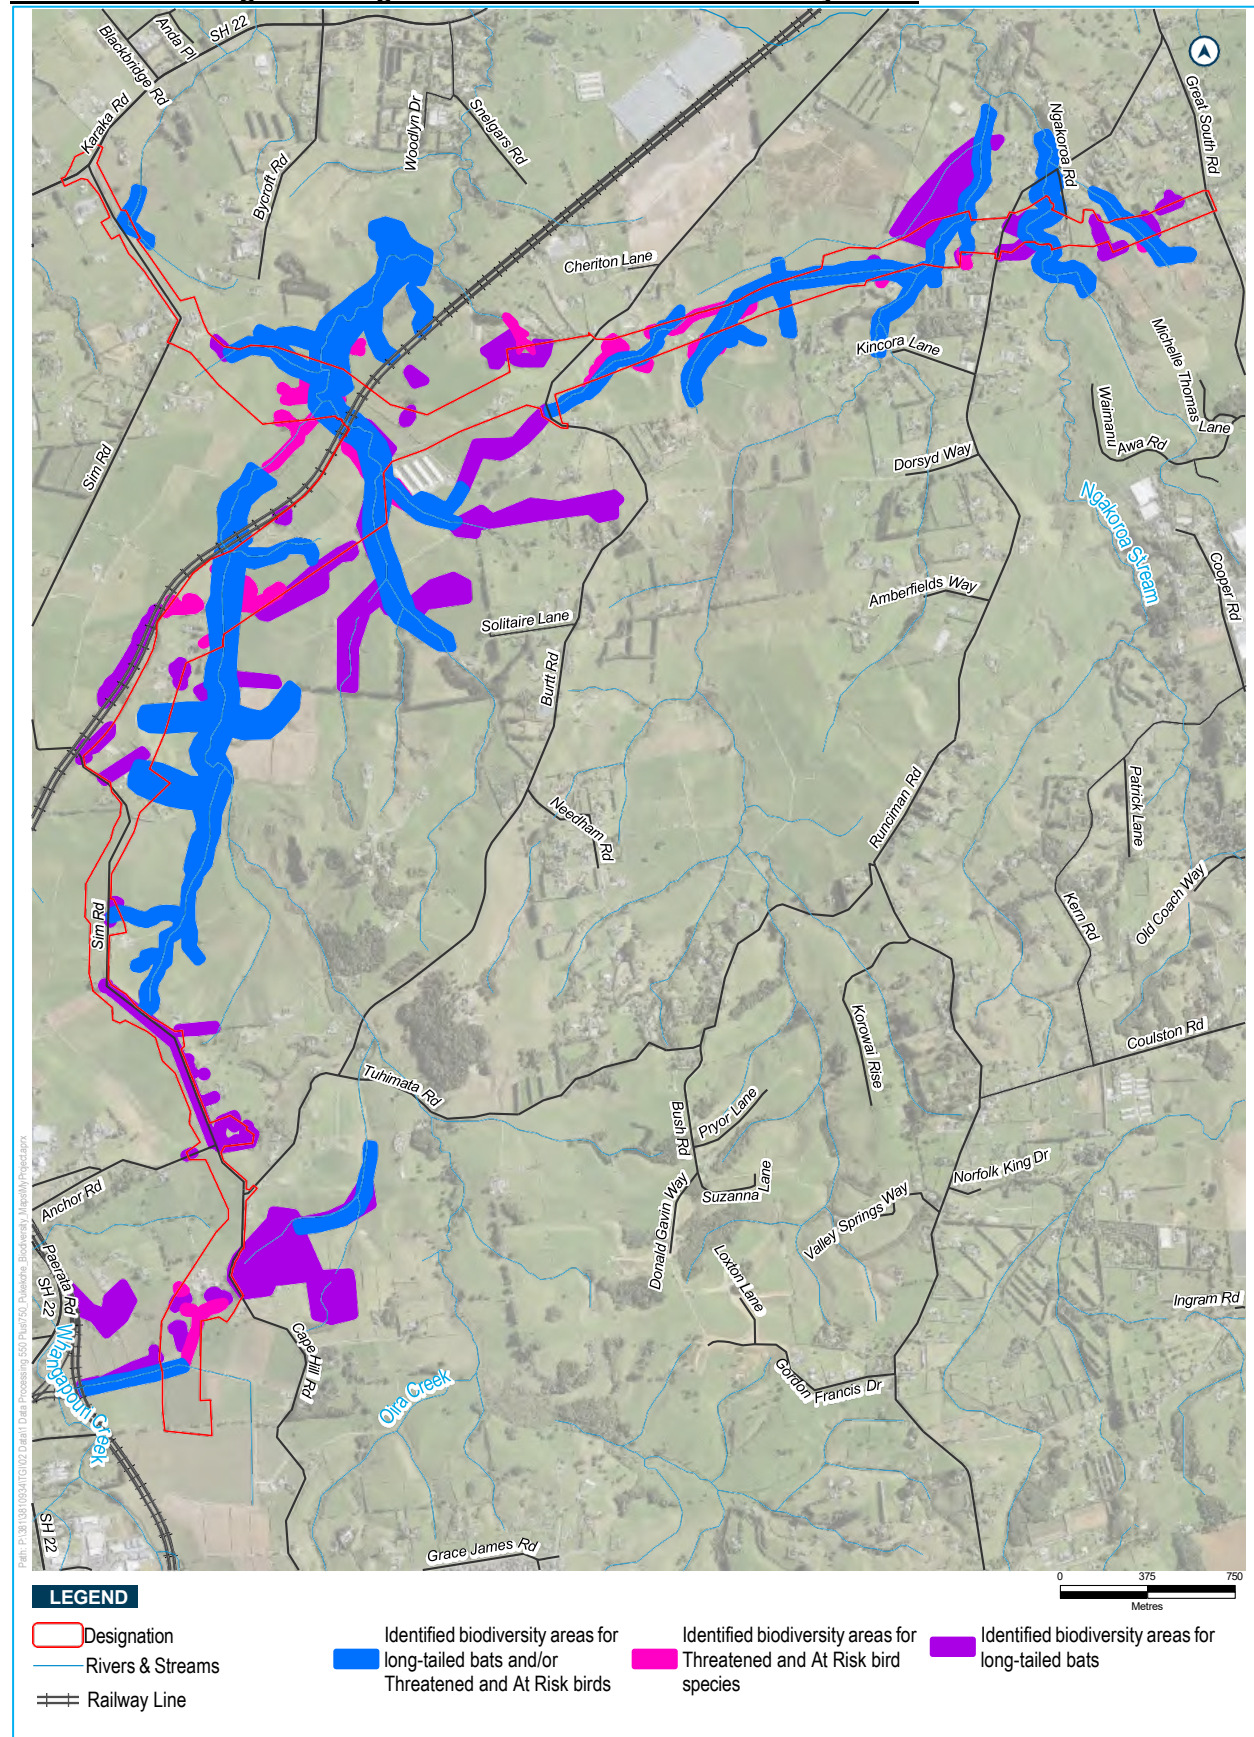 SH 22
Anda Pl
Blackbridge Rd
Karaka Rd
Woodlyn Dr
Snelgars Rd
Bycroft Rd
Great South Rd
Ngakoroa Rd
Cheriton Lane
Kincora Lane
Michelle Thomas Lane
Waimanu
Awa Rd
Sim Rd
Dorsyd Way
Ngakoroa Stream
Cooper Rd
Amberfields Way
Solitaire Lane
Burtt Rd
Needham Rd
Runciman Rd
Patrick Lane
Old Coach Way
Kern Rd
Sim Rd
Korowai Rise
Coulston Rd
Tuhimata Rd
Bush Rd
Pryor Lane
Suzanna Lane
Norfolk King Dr
Donald Gavin Way
Valley Springs Way
Anchor Rd
Paerata Rd
SH 22
Loxton Lane
Ingram Rd
Whangapouri Creek
Cape Hill Rd
Oira Creek
Gordon
Francis Dr
SH 22
Grace James Rd
LEGEND
0 375 750
Metres
Designation
Rivers & Streams
Railway Line
Identified biodiversity areas for
long-tailed bats and/or
Threatened and At Risk birds
Identified biodiversity areas for
Threatened and At Risk bird
species
Identified biodiversity areas for
long-tailed bats